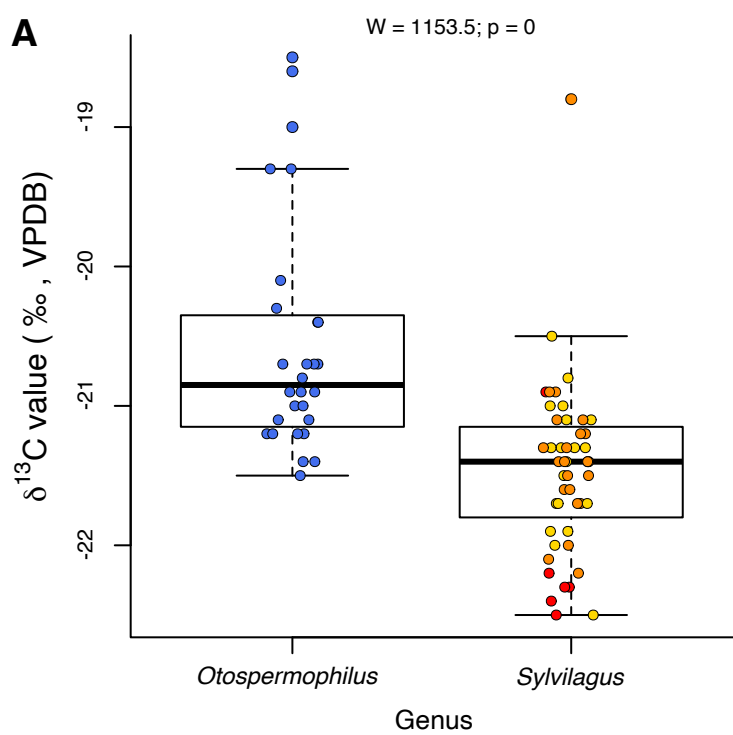 A
W = 1153.5; p = 0
δ¹³C value ( ‰ , VPDB)
-19
-20
-21
-22
Otospermophilus
Sylvilagus
Genus